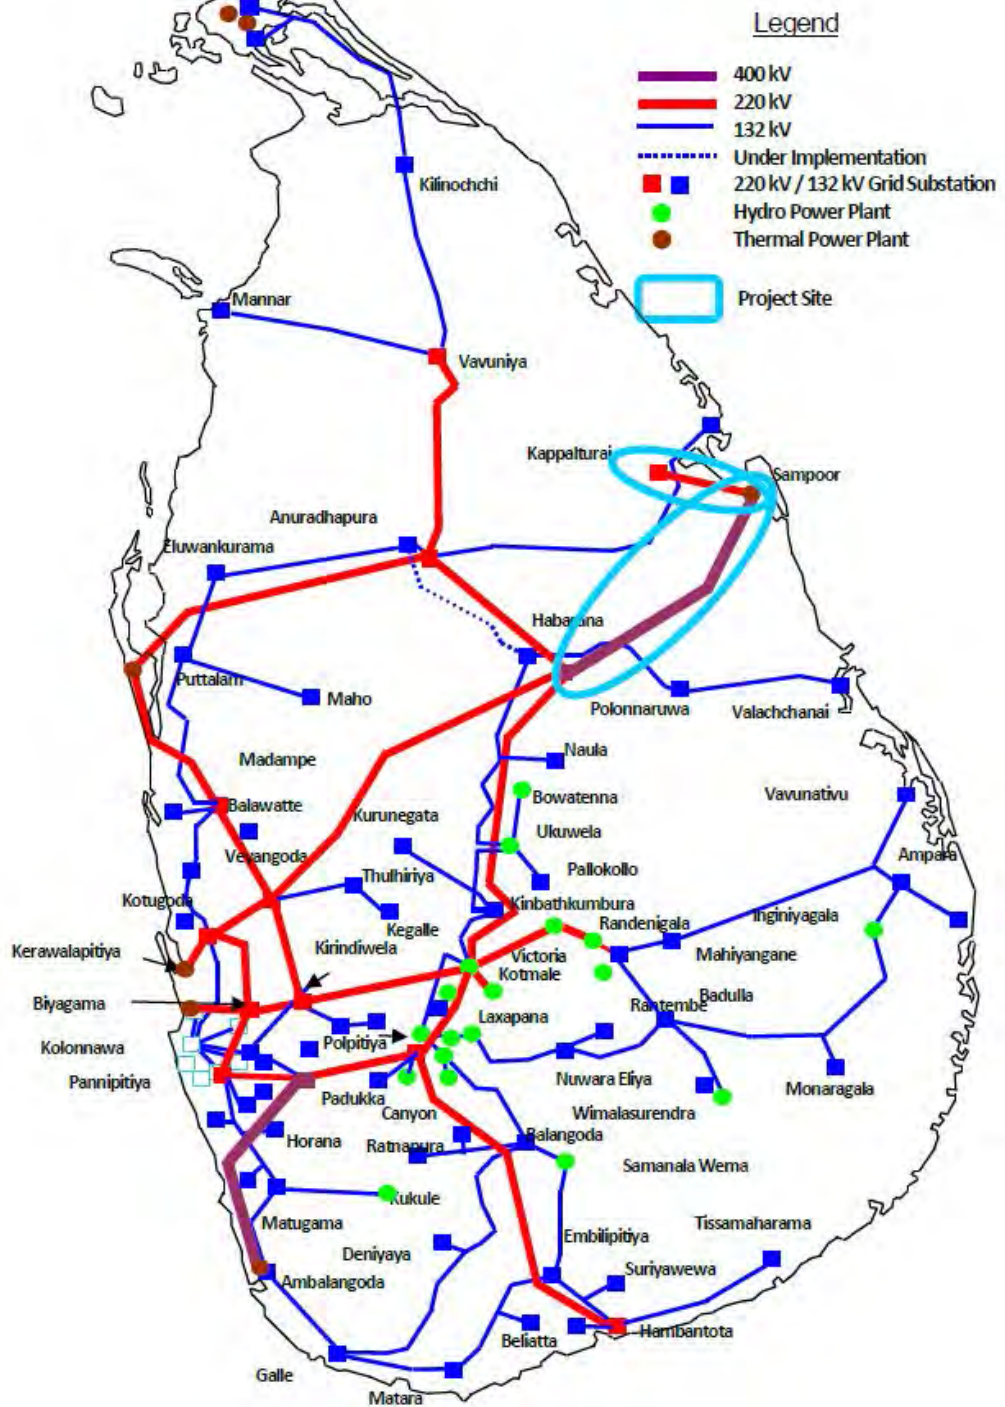 Legend
400 kV
220 kV
132 kV
Under Implementation
220 kV / 132 kV Grid Substation
Hydro Power Plant
Thermal Power Plant
Project Site
Kilinochchi
Mannar
Vavuniya
Kappalturai
Sampoor
Anuradhapura
Eluwankurama
Habarana
Puttalam
Maho
Polonnaruwa
Valachchanai
Naula
Madampe
Bowatenna
Vavunativu
Balawatte
Kurunegata
Ukuwela
Veyangoda
Ampara
Pallokollo
Thulhiriya
Kotugoda
Kinbathkumbura
Inginiyagala
Randenigala
Kegalle
Kirindiwela
Kerawalapitiya
Victoria
Mahiyangane
Kotmale
Biyagama
Badulla
Rantembe
Laxapana
Polpitiya
Kolonnawa
Nuwara Eliya
Pannipitiya
Monaragala
Padukka
Canyon
Wimalasurendra
Balangoda
Horana
Ratnapura
Samanala Wema
Kukule
Matugama
Tissamaharama
Embilipitiya
Deniyaya
Suriyawewa
Ambalangoda
Hambantota
Beliatta
Galle
Matara